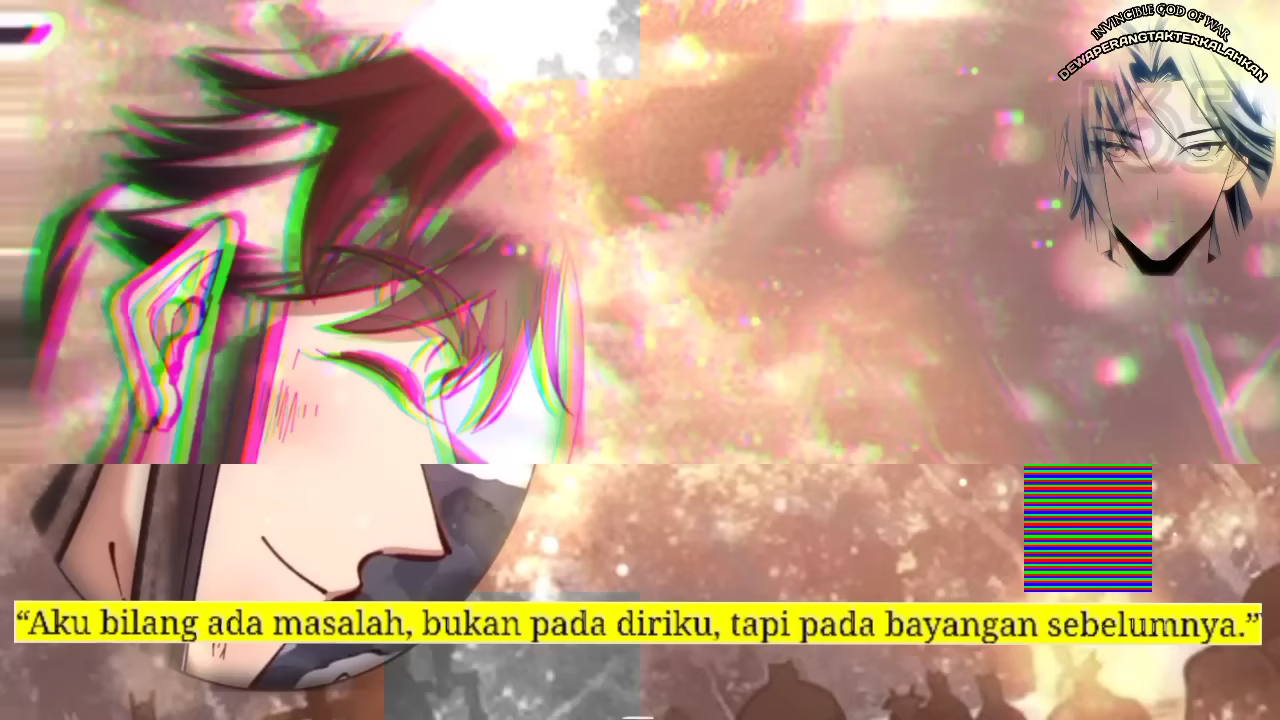 INVINCIBLE GOD OF WAR
DEWAPERANGTAKTERKALAHKAN
“Aku bilang ada masalah, bukan pada diriku, tapi pada bayangan sebelumnya.”